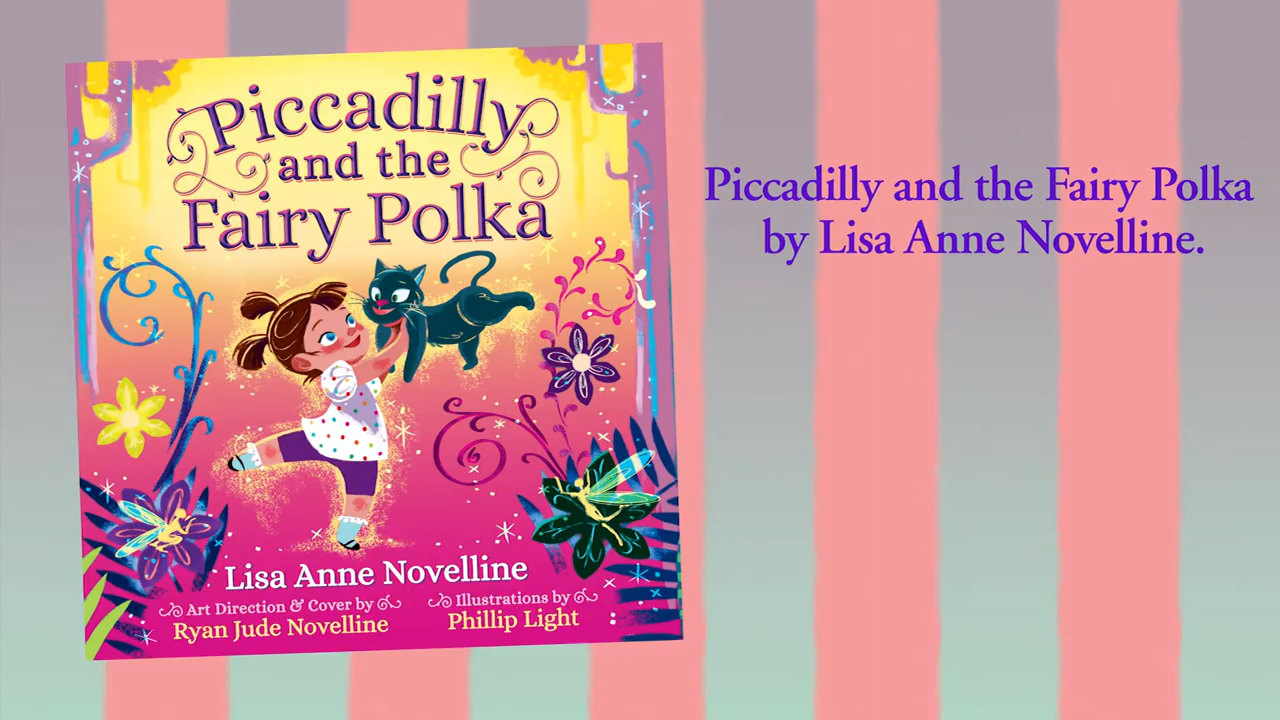 Piccadilly
and the
Fairy Polka
Lisa Anne Novelline
Art Direction & Cover by
Ryan Jude Novelline
Illustrations by
Phillip Light
Piccadilly and the Fairy Polka
by Lisa Anne Novelline.